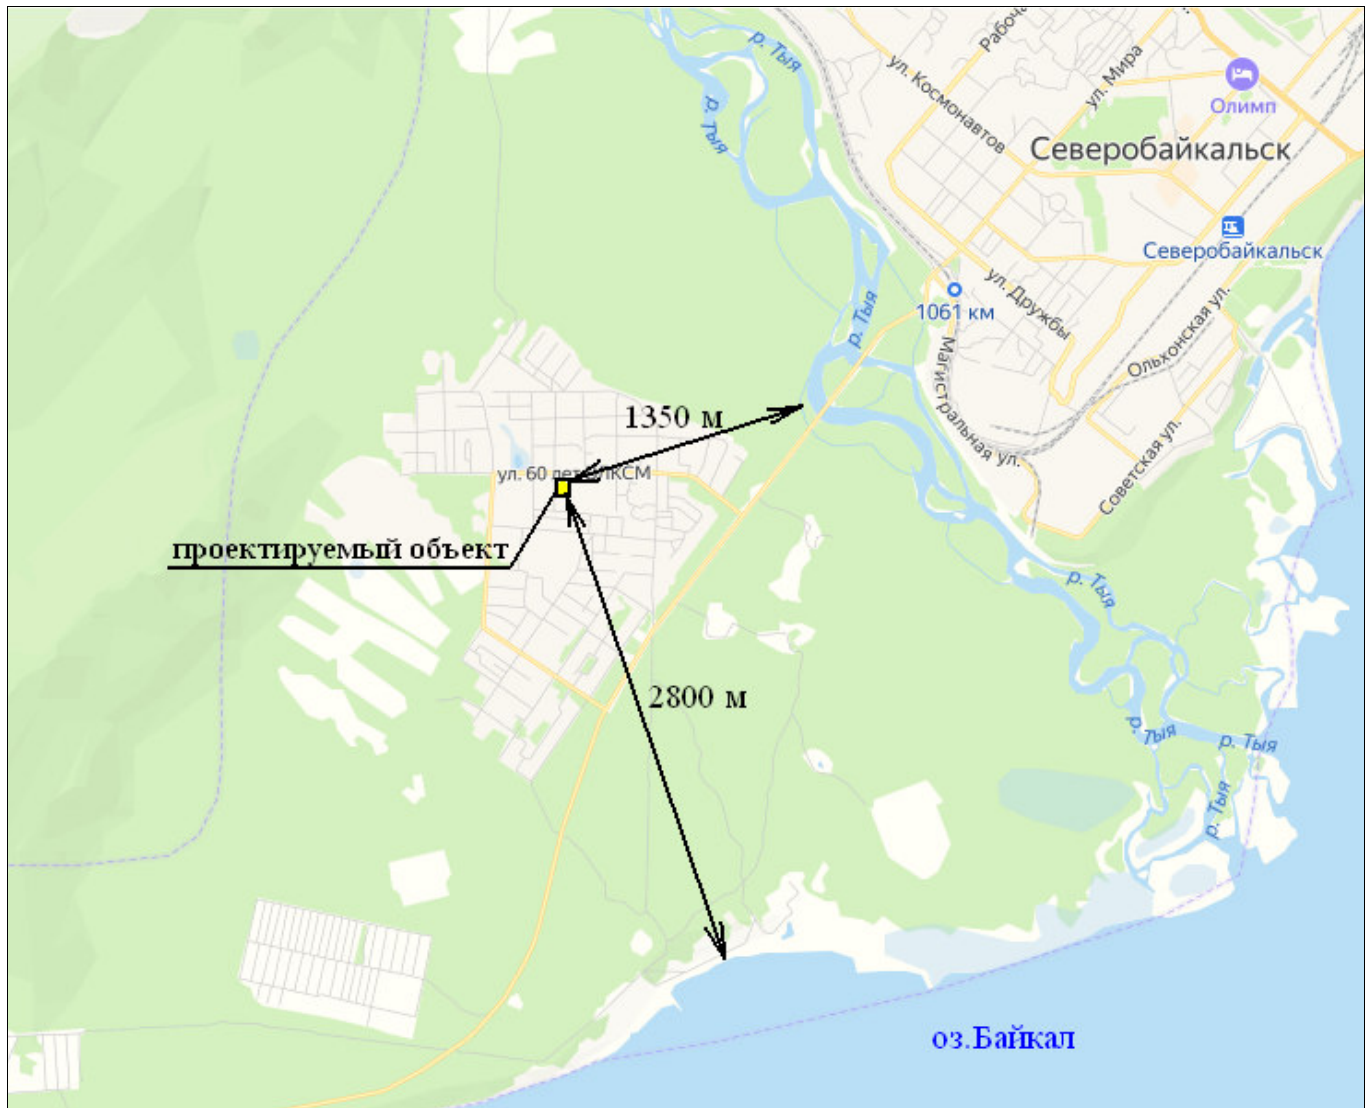 р. Тыя
Рабоча
ул. Мира
ул. Космонавтов
Олимп
р. Тыя
Северобайкальск
Северобайкальск
ул. Дружбы
1061 км
р. Тыя
Ольхонская ул.
Магистральная ул.
1350 м
Советская ул.
ул. 60 лет ВЛКСМ
проектируемый объект
р. Тыя
2800 м
р. Тыя
р. Тыя
р. Тыя
оз.Байкал